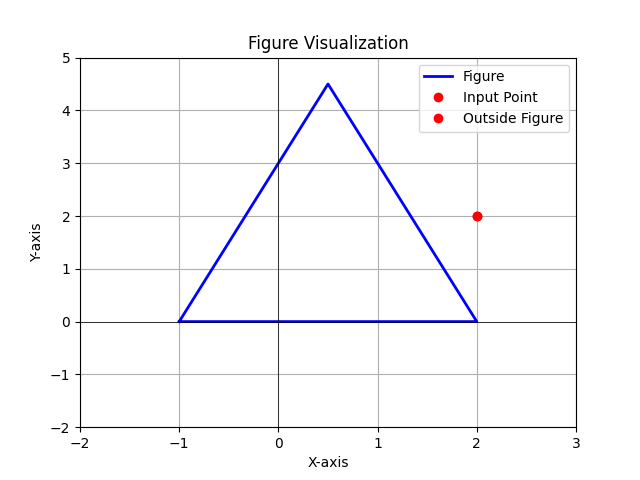 Figure Visualization
Figure
Input Point
Outside Figure
5
4
3
2
1
0
−1
−2
Y-axis
−2
−1
0
1
2
3
X-axis